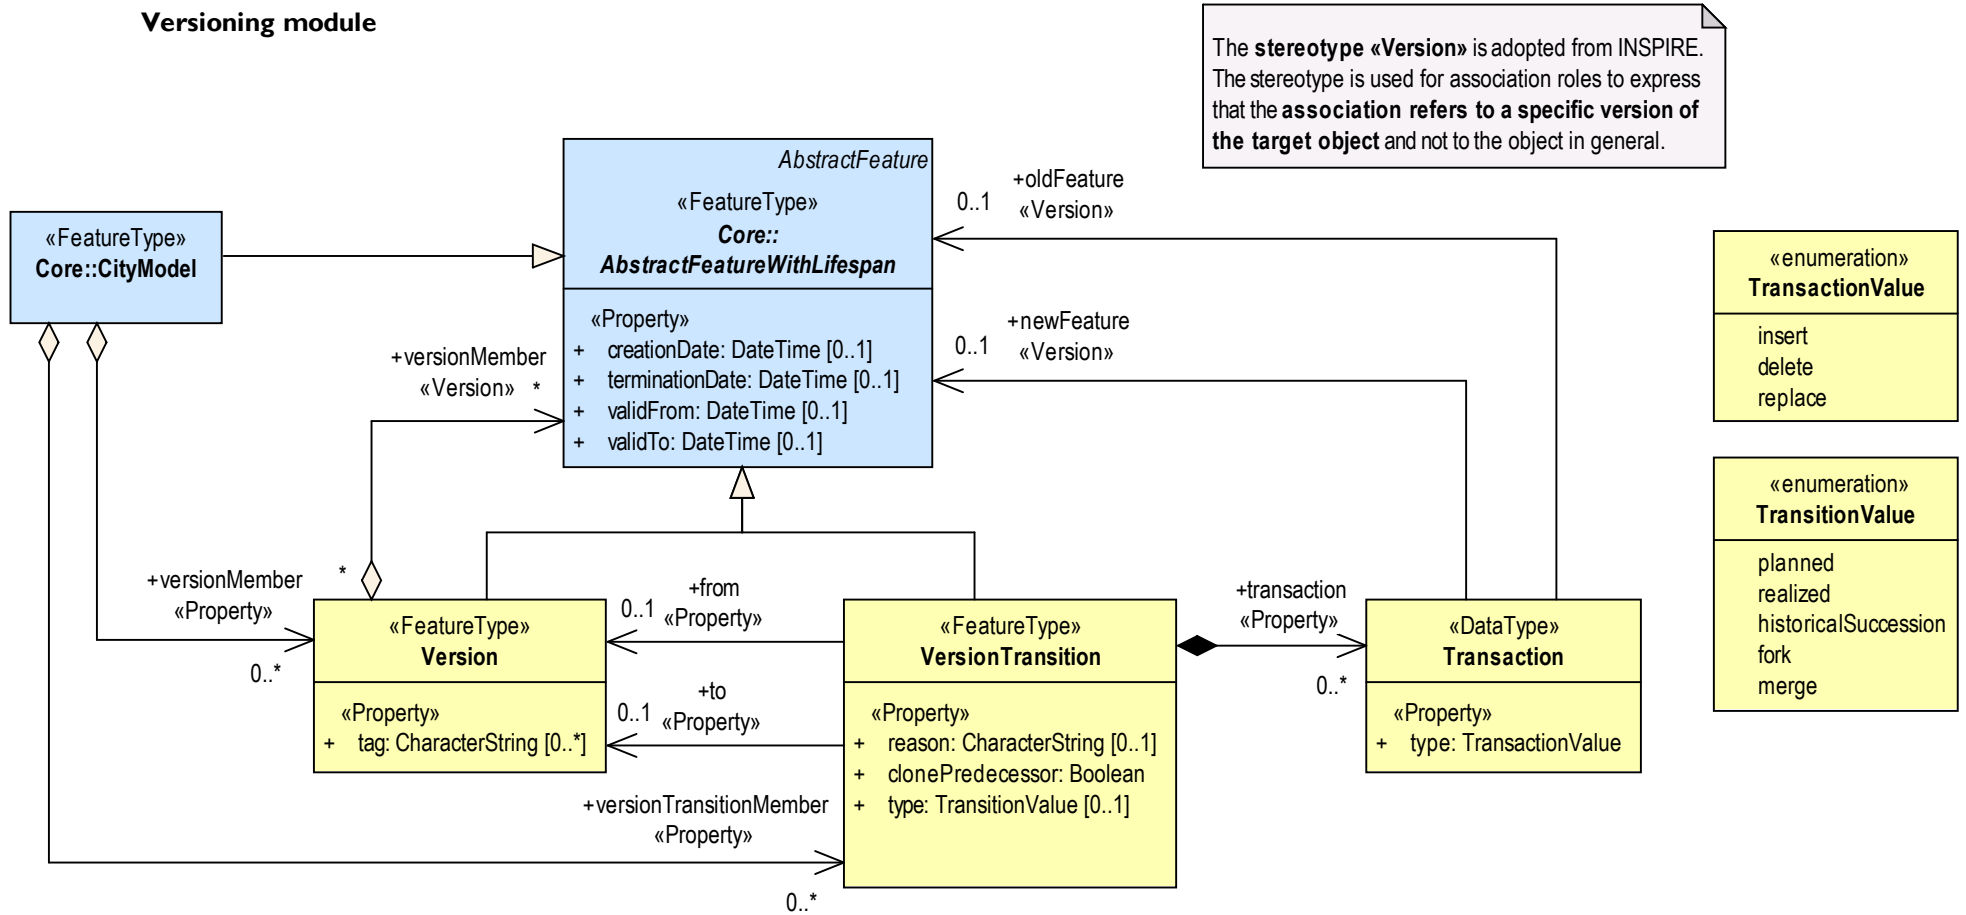 Versioning module
The stereotype «Version» is adopted from INSPIRE.
The stereotype is used for association roles to express
that the association refers to a specific version of
the target object and not to the object in general.
«FeatureType»
Core::CityModel
AbstractFeature
«FeatureType»
Core::
AbstractFeatureWithLifespan
«Property»
+ creationDate: DateTime [0..1]
+ terminationDate: DateTime [0..1]
+ validFrom: DateTime [0..1]
+ validTo: DateTime [0..1]
+oldFeature
0..1
«Version»
+newFeature
0..1
«Version»
+versionMember
«Version» *
«enumeration»
TransactionValue
insert
delete
replace
«enumeration»
TransitionValue
planned
realized
historicalSuccession
fork
merge
*
+versionMember
«Property»
0..*
«FeatureType»
Version
«Property»
+ tag: CharacterString [0..*]
+from
0..1
«Property»
+to
0..1
«Property»
+versionTransitionMember
«Property»
0..*
«FeatureType»
VersionTransition
«Property»
+ reason: CharacterString [0..1]
+ clonePredecessor: Boolean
+ type: TransitionValue [0..1]
+transaction
«Property»
0..*
«DataType»
Transaction
«Property»
+ type: TransactionValue